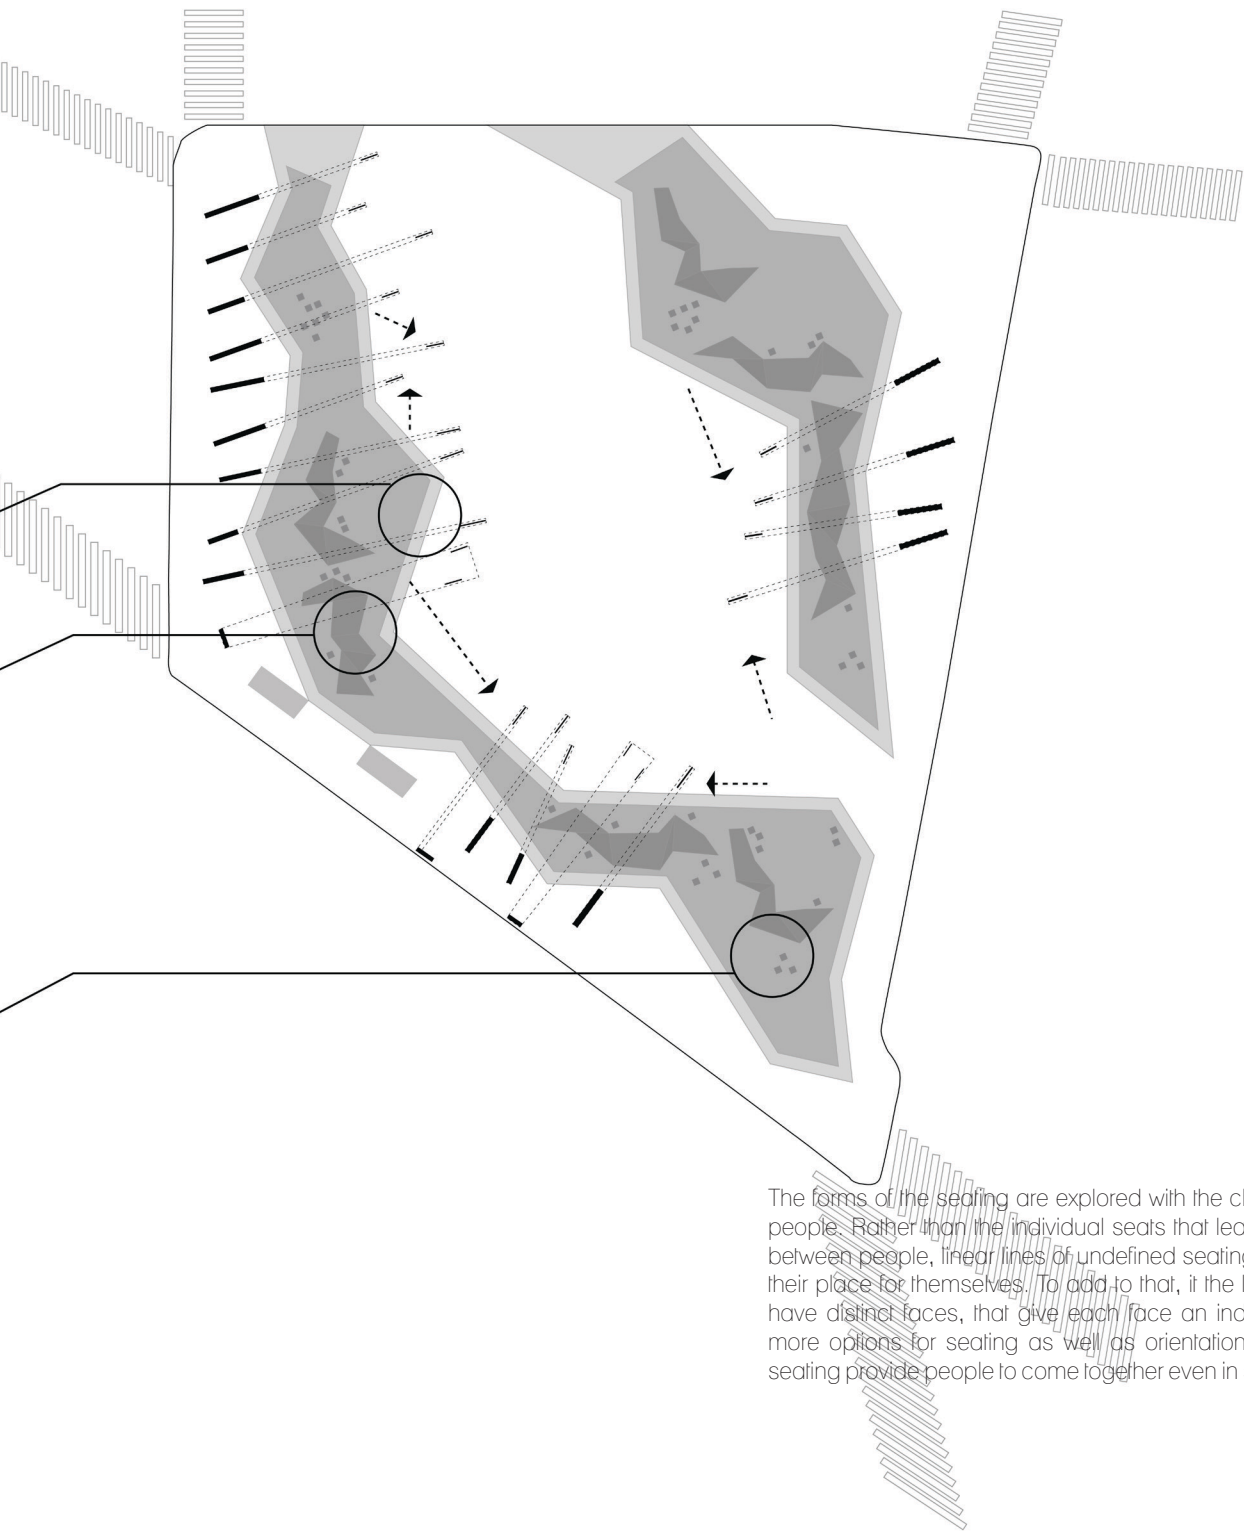 The forms of the seating are explored with the
people. Rather than the individual seats that
between people, linear lines of undefined seating
their place for themselves. To add to that, it the
have distinct faces, that give each face an
more options for seating as well as orientation
seating provide people to come together even in